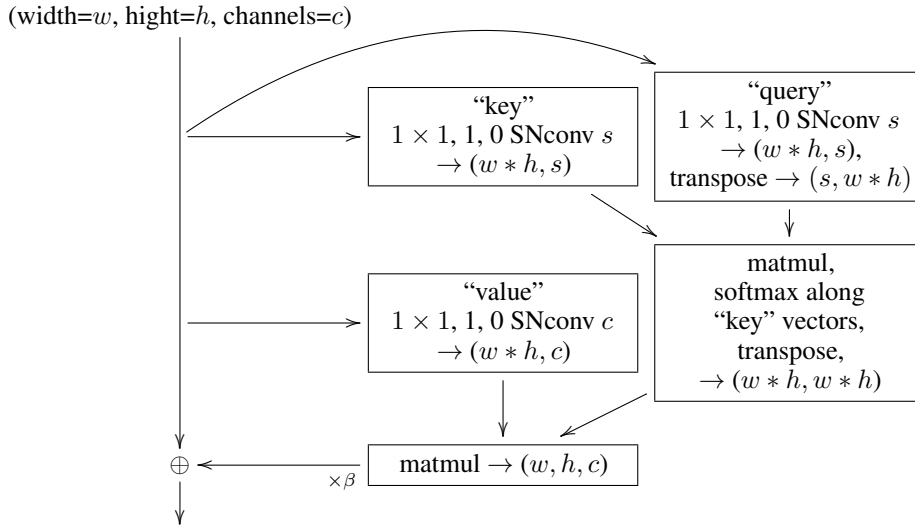 (width=w, hight=h, channels=c)
“key”
1 × 1, 1, 0 SNconv s
→ (w ∗ h, s)
“query”
1 × 1, 1, 0 SNconv s
→ (w ∗ h, s),
transpose → (s, w ∗ h)
“value”
1 × 1, 1, 0 SNconv c
→ (w ∗ h, c)
matmul,
softmax along
“key” vectors,
transpose,
→ (w ∗ h, w ∗ h)
⊕
×β
matmul → (w, h, c)